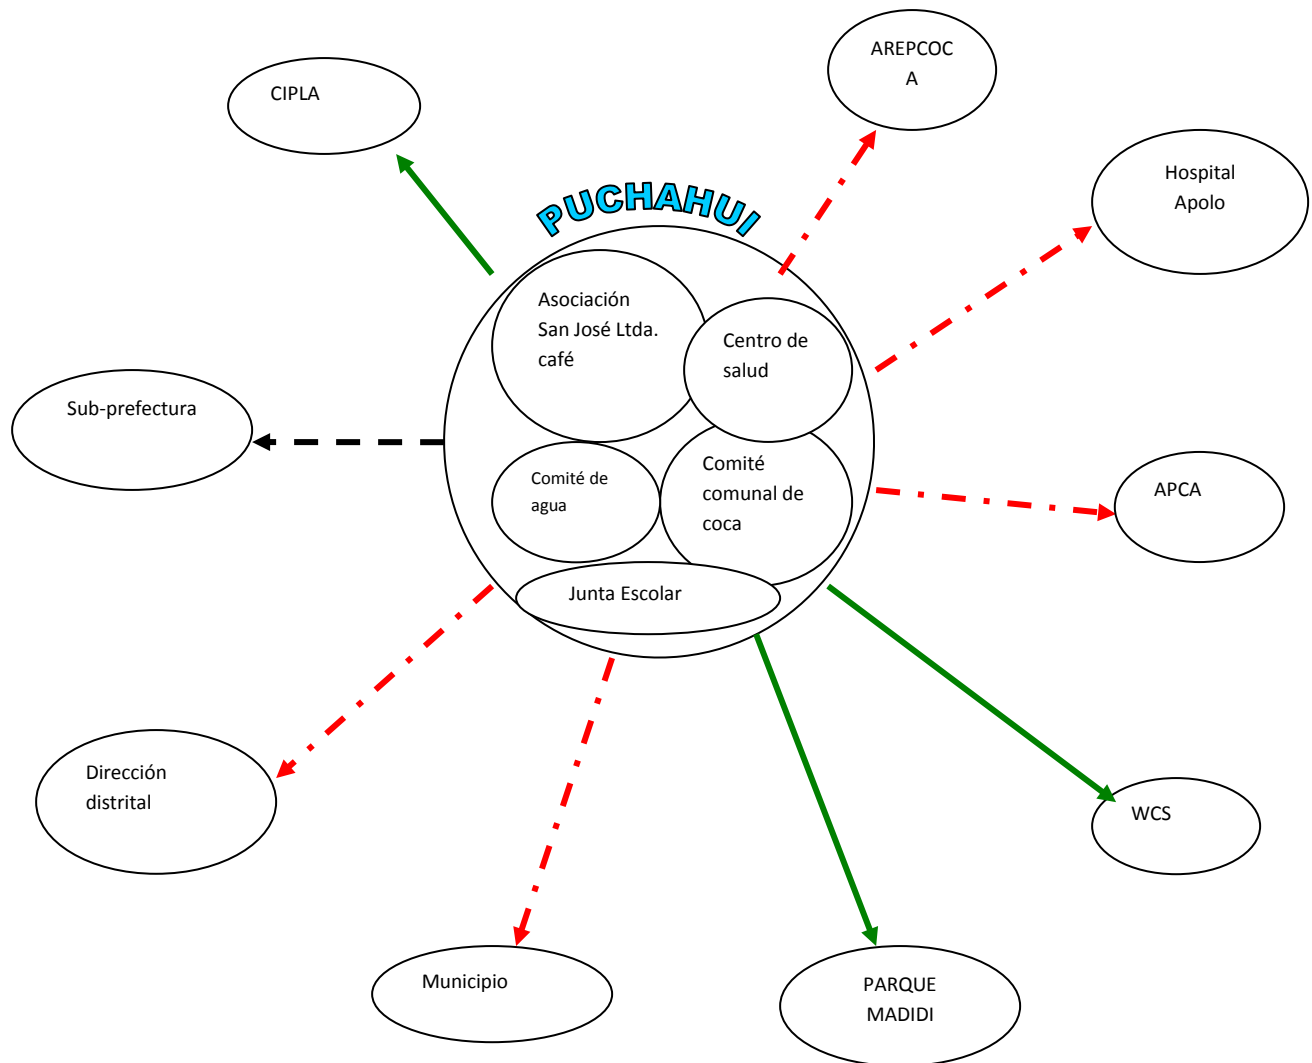 AREPCOC
A
CIPLA
Hospital
Apolo
PUCHAHUI
Asociación
San José Ltda.
café
Centro de
salud
Sub-prefectura
Comité de
agua
Comité
comunal de
coca
APCA
Junta Escolar
Dirección
distrital
WCS
Municipio
PARQUE
MADIDI